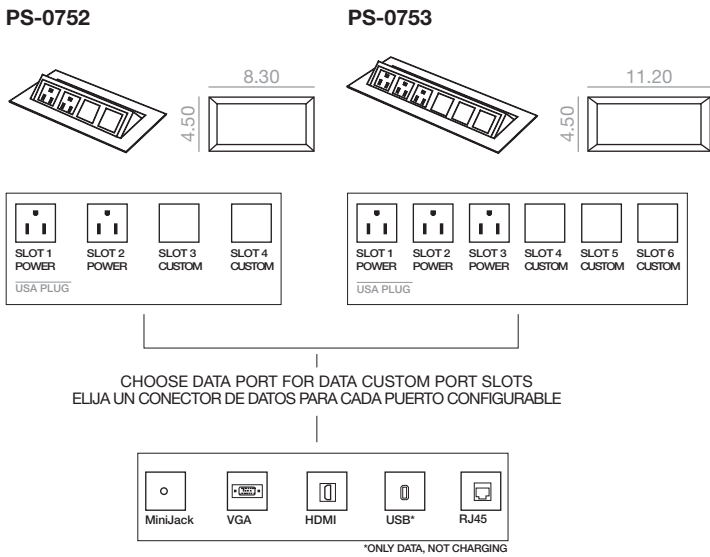 PS-0752
PS-0753
8.30
4.50
11.20
4.50
SLOT 1 POWER
SLOT 2 POWER
SLOT 3 CUSTOM
SLOT 4 CUSTOM
USA PLUG
SLOT 1 POWER
SLOT 2 POWER
SLOT 3 POWER
SLOT 4 CUSTOM
SLOT 5 CUSTOM
SLOT 6 CUSTOM
USA PLUG
CHOOSE DATA PORT FOR DATA CUSTOM PORT SLOTS
ELIJA UN CONECTOR DE DATOS PARA CADA PUERTO CONFIGURABLE
MiniJack
VGA
HDMI
USB*
RJ45
*ONLY DATA, NOT CHARGING